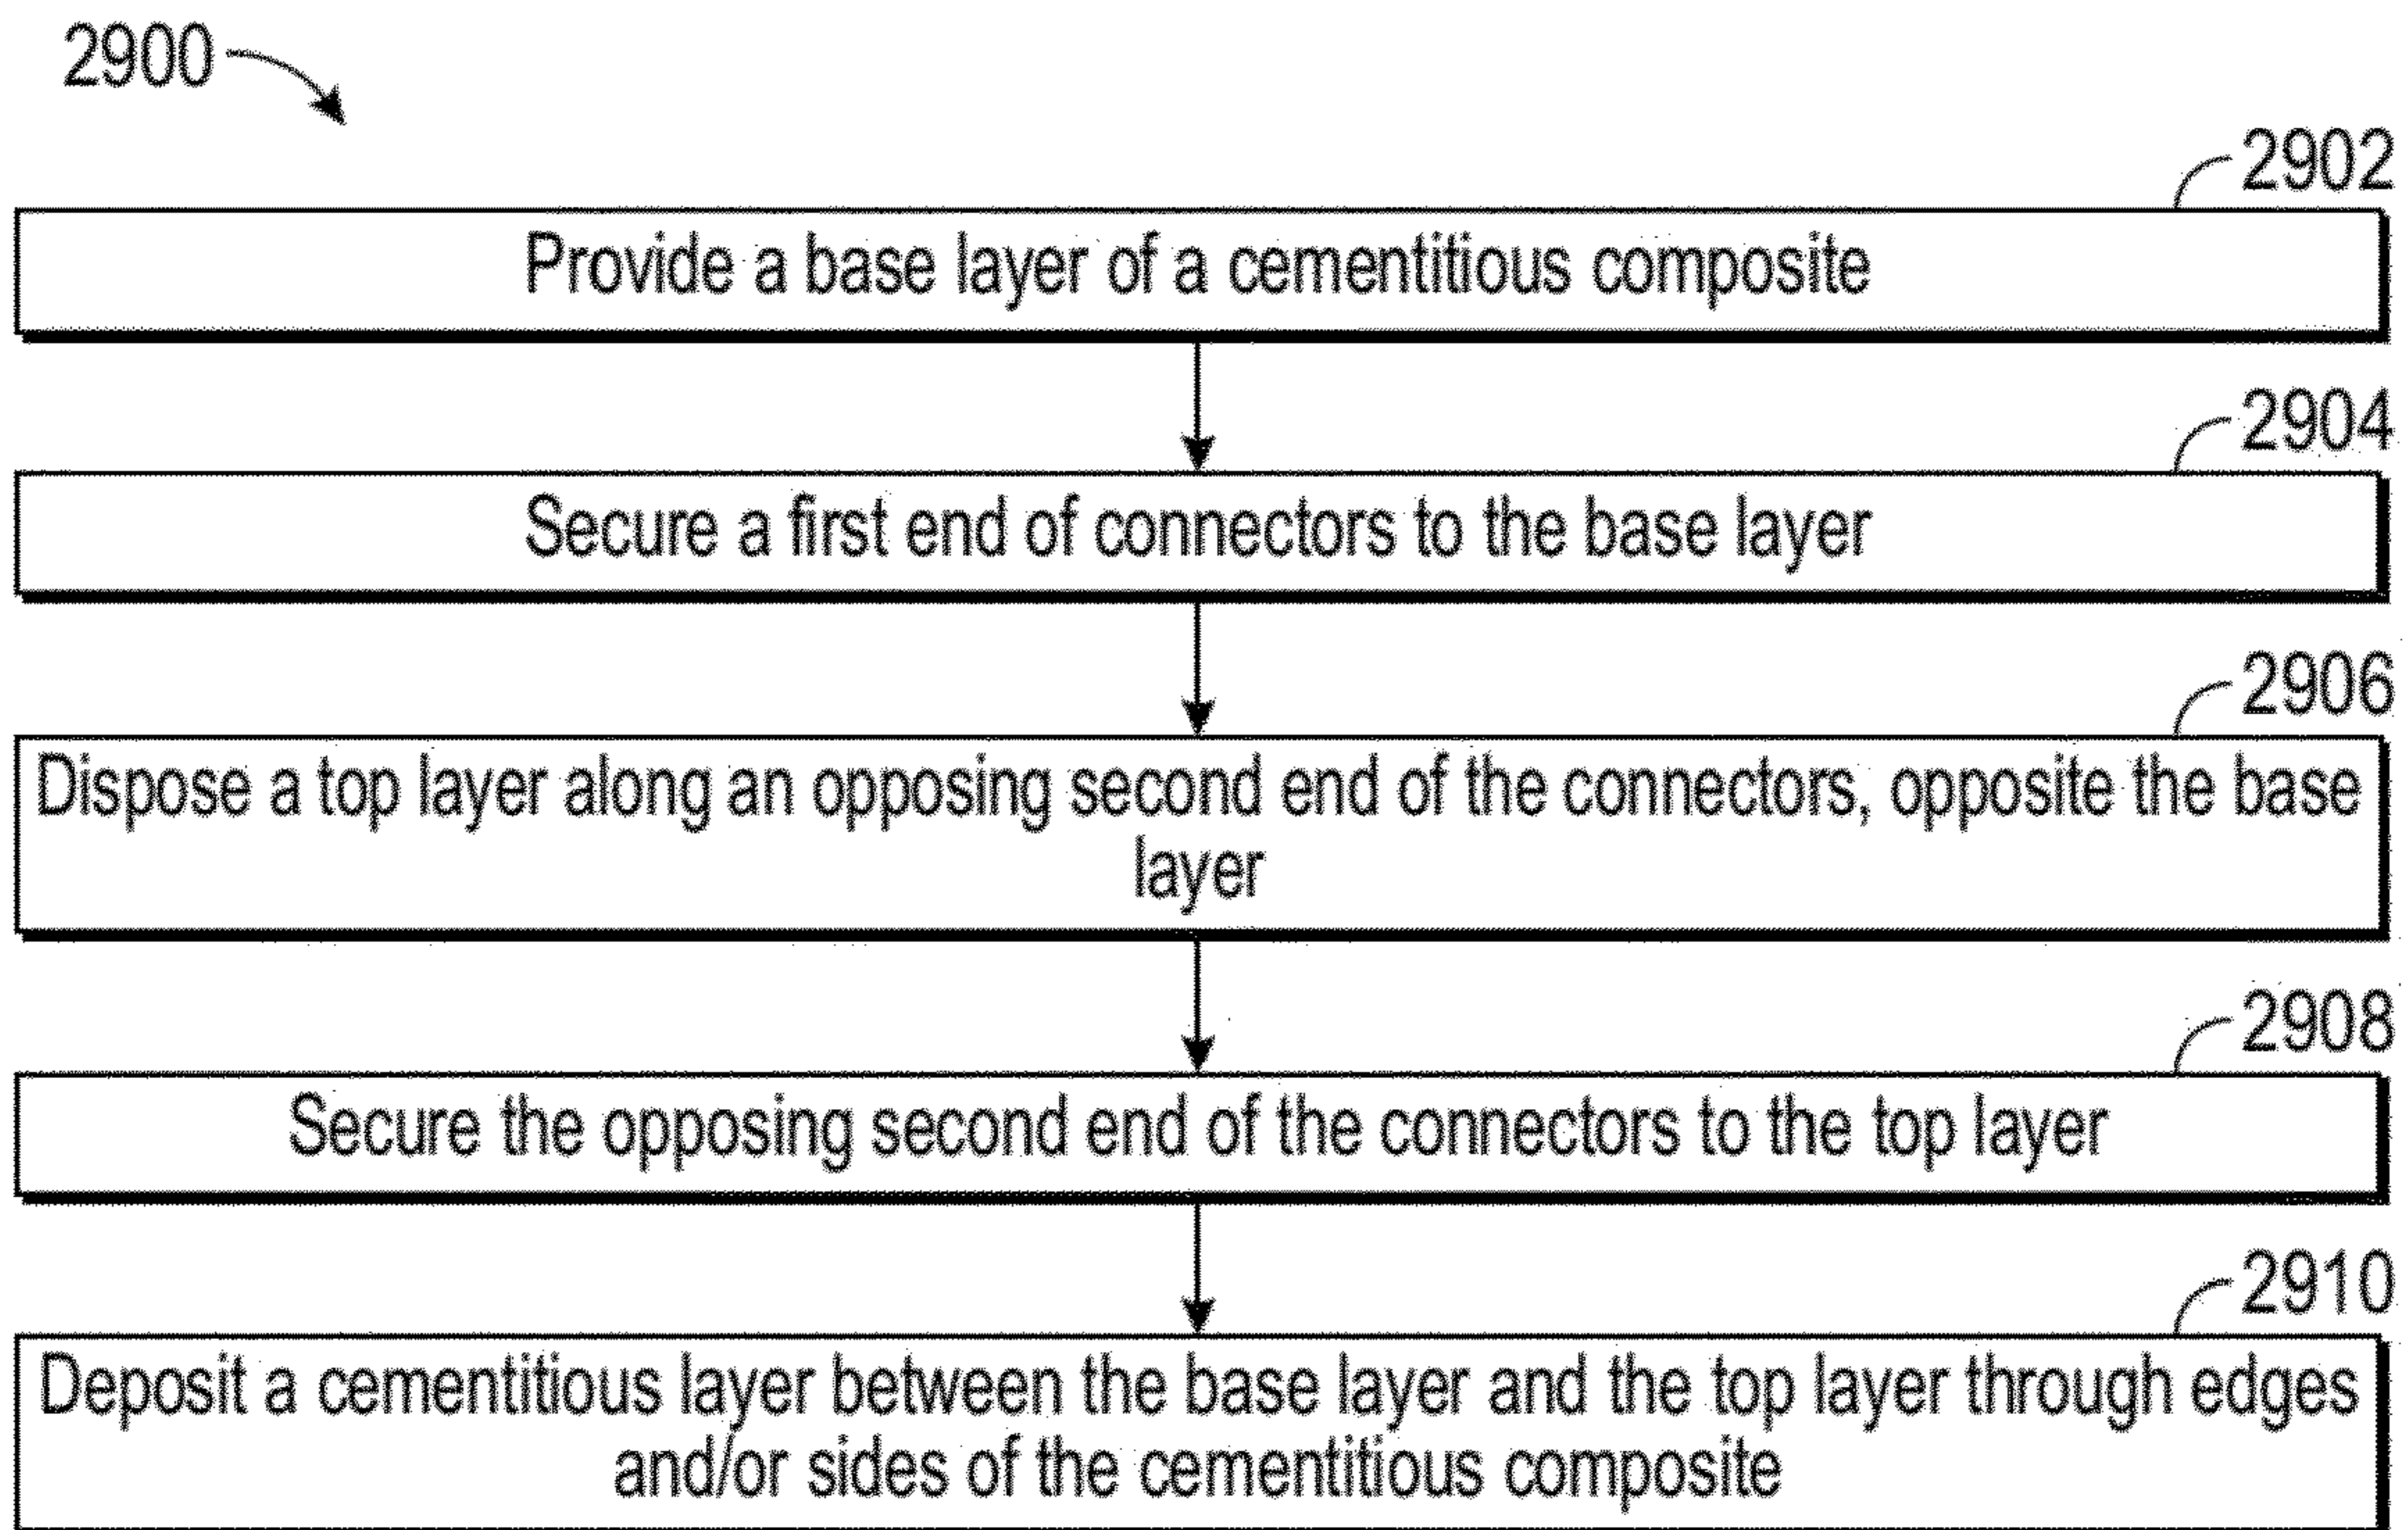 2900
2902
Provide a base layer of a cementitious composite
2904
Secure a first end of connectors to the base layer
2906
Dispose a top layer along an opposing second end of the connectors, opposite the base
layer
2908
Secure the opposing second end of the connectors to the top layer
2910
Deposit a cementitious layer between the base layer and the top layer through edges
and/or sides of the cementitious composite